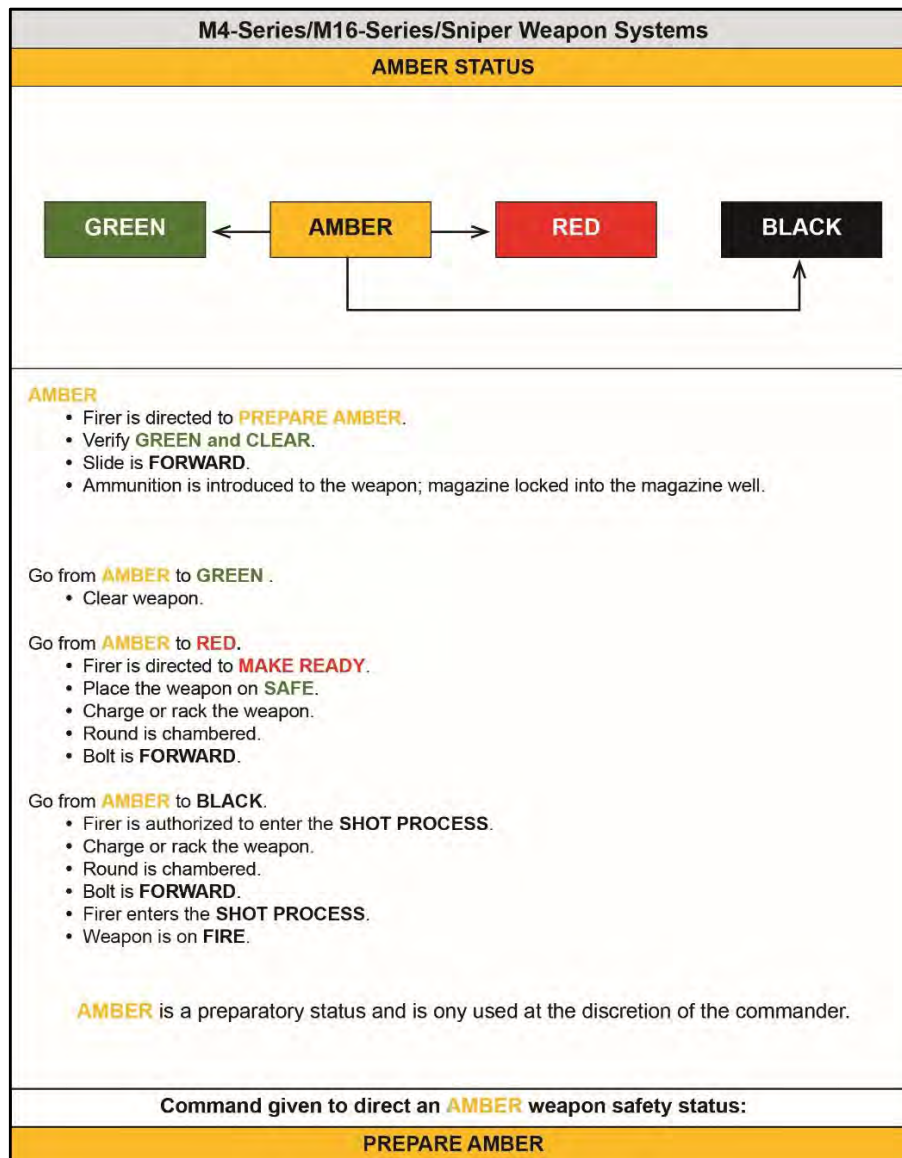 M4-Series/M16-Series/Sniper Weapon Systems
AMBER STATUS
GREEN
AMBER
RED
BLACK
AMBER
• Firer is directed to PREPARE AMBER.
• Verify GREEN and CLEAR.
• Slide is FORWARD.
• Ammunition is introduced to the weapon; magazine locked into the magazine well.
Go from AMBER to GREEN .
• Clear weapon.
Go from AMBER to RED.
• Firer is directed to MAKE READY.
• Place the weapon on SAFE.
• Charge or rack the weapon.
• Round is chambered.
• Bolt is FORWARD.
Go from AMBER to BLACK.
• Firer is authorized to enter the SHOT PROCESS.
• Charge or rack the weapon.
• Round is chambered.
• Bolt is FORWARD.
• Firer enters the SHOT PROCESS.
• Weapon is on FIRE.
AMBER is a preparatory status and is ony used at the discretion of the commander.
Command given to direct an AMBER weapon safety status:
PREPARE AMBER